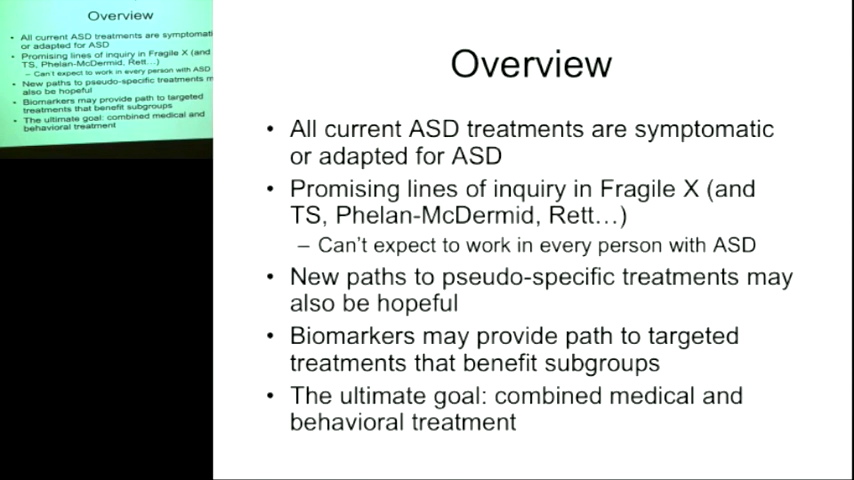 Overview
• All current ASD treatments are symptomati
or adapted for ASD
• Promising lines of inquiry in Fragile X (and
TS, Phelan-McDermid, Rett…)
– Can't expect to work in every person with ASD
• New paths to pseudo-specific treatments m
also be hopeful
• Biomarkers may provide path to targeted
treatments that benefit subgroups
• The ultimate goal: combined medical and
behavioral treatment
Overview
• All current ASD treatments are symptomatic
or adapted for ASD
• Promising lines of inquiry in Fragile X (and
TS, Phelan-McDermid, Rett…)
– Can't expect to work in every person with ASD
• New paths to pseudo-specific treatments may
also be hopeful
• Biomarkers may provide path to targeted
treatments that benefit subgroups
• The ultimate goal: combined medical and
behavioral treatment